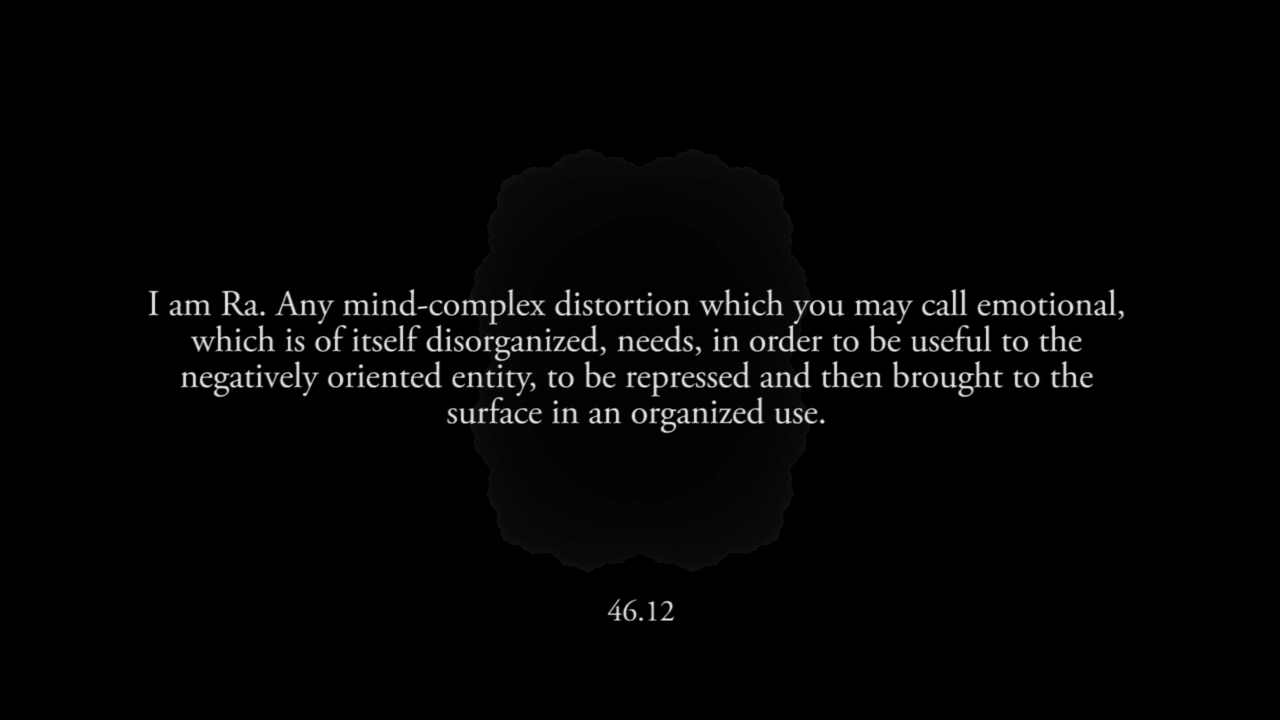 I am Ra. Any mind-complex distortion which you may call emotional,
which is of itself disorganized, needs, in order to be useful to the
negatively oriented entity, to be repressed and then brought to the
surface in an organized use.
46.12